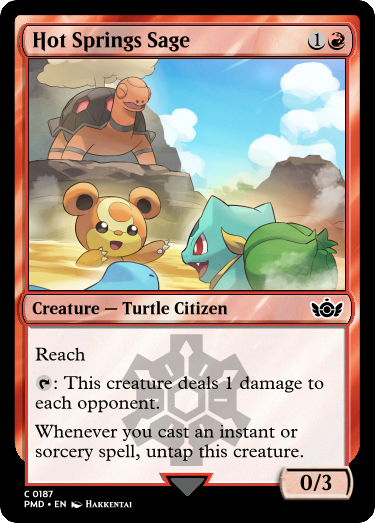 Hot Springs Sage 1
Creature — Turtle Citizen
Reach
: This creature deals 1 damage to
each opponent.
Whenever you cast an instant or
sorcery spell, untap this creature.
0/3
C 0187
PMD • EN Hakkentai